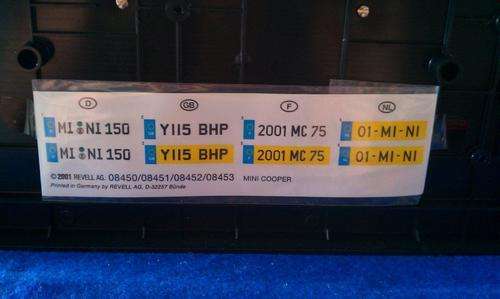 D GB F NL
MI NI 150 Y115 BHP 2001 MC 75 01-MI-NI
MI NI 150 Y115 BHP 2001 MC 75 01-MI-NI
© 2001 REVELL AG. 08450/08451/08452/08453 MINI COOPER
Printed in Germany by REVELL AG, D-32257 Bünde